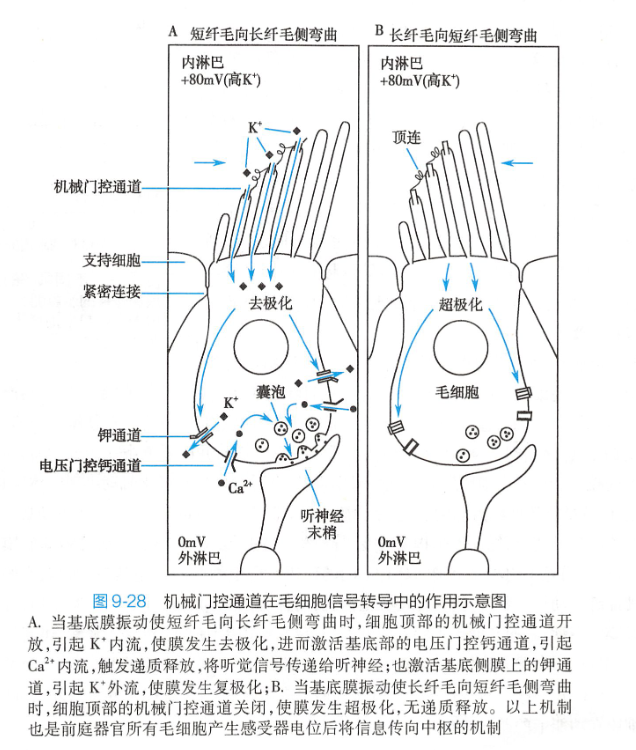 A 短纤毛向长纤毛侧弯曲
B 长纤毛向短纤毛侧弯曲
内淋巴
+80mV(高K⁺)
内淋巴
+80mV(高K⁺)
K⁺
顶连
机械门控通道
支持细胞
紧密连接
去极化
超极化
囊泡
毛细胞
K⁺
钾通道
电压门控钙通道
Ca²⁺
听神经
末梢
0mV
外淋巴
0mV
外淋巴
图 9-28 机械门控通道在毛细胞信号转导中的作用示意图
A. 当基底膜振动使短纤毛向长纤毛侧弯曲时,细胞顶部的机械门控通道开
放,引起 K⁺内流,使膜发生去极化,进而激活基底部的电压门控钙通道,引起
Ca²⁺内流,触发递质释放,将听觉信号传递给听神经;也激活基底侧膜上的钾通
道,引起 K⁺外流,使膜发生复极化;B. 当基底膜振动使长纤毛向短纤毛侧弯曲
时,细胞顶部的机械门控通道关闭,使膜发生超极化,无递质释放。以上机制
也是前庭器官所有毛细胞产生感受器电位后将信息传向中枢的机制